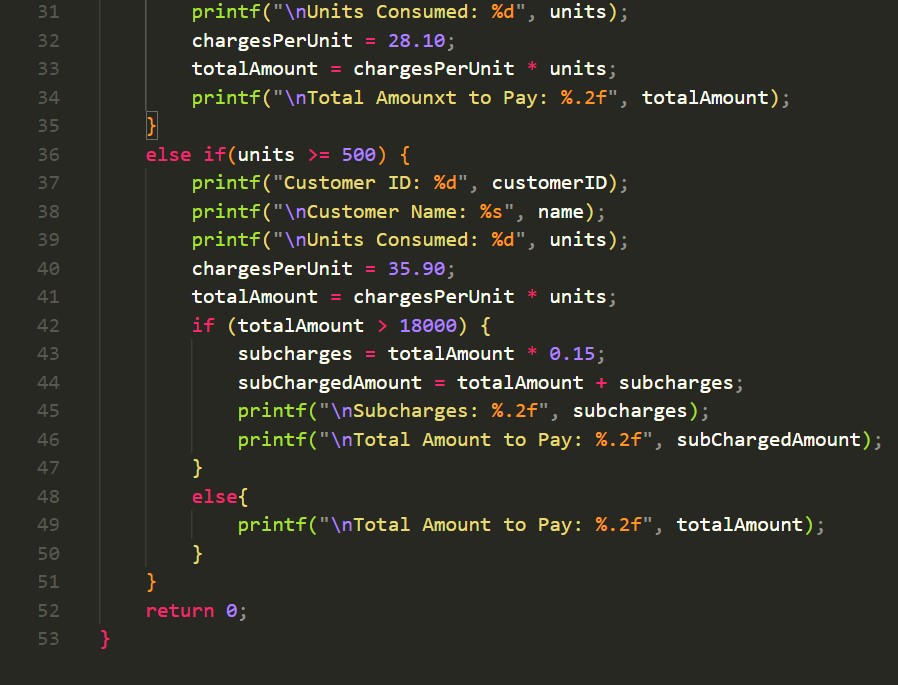 31 printf("\nUnits Consumed: %d", units);
32 chargesPerUnit = 28.10;
33 totalAmount = chargesPerUnit * units;
34 printf("\nTotal Amounxt to Pay: %.2f", totalAmount);
35 }
36 else if(units >= 500) {
37 printf("Customer ID: %d", customerID);
38 printf("\nCustomer Name: %s", name);
39 printf("\nUnits Consumed: %d", units);
40 chargesPerUnit = 35.90;
41 totalAmount = chargesPerUnit * units;
42 if (totalAmount > 18000) {
43 subcharges = totalAmount * 0.15;
44 subChargedAmount = totalAmount + subcharges;
45 printf("\nSubcharges: %.2f", subcharges);
46 printf("\nTotal Amount to Pay: %.2f", subChargedAmount);
47 }
48 else{
49 printf("\nTotal Amount to Pay: %.2f", totalAmount);
50 }
51 }
52 return 0;
53 }